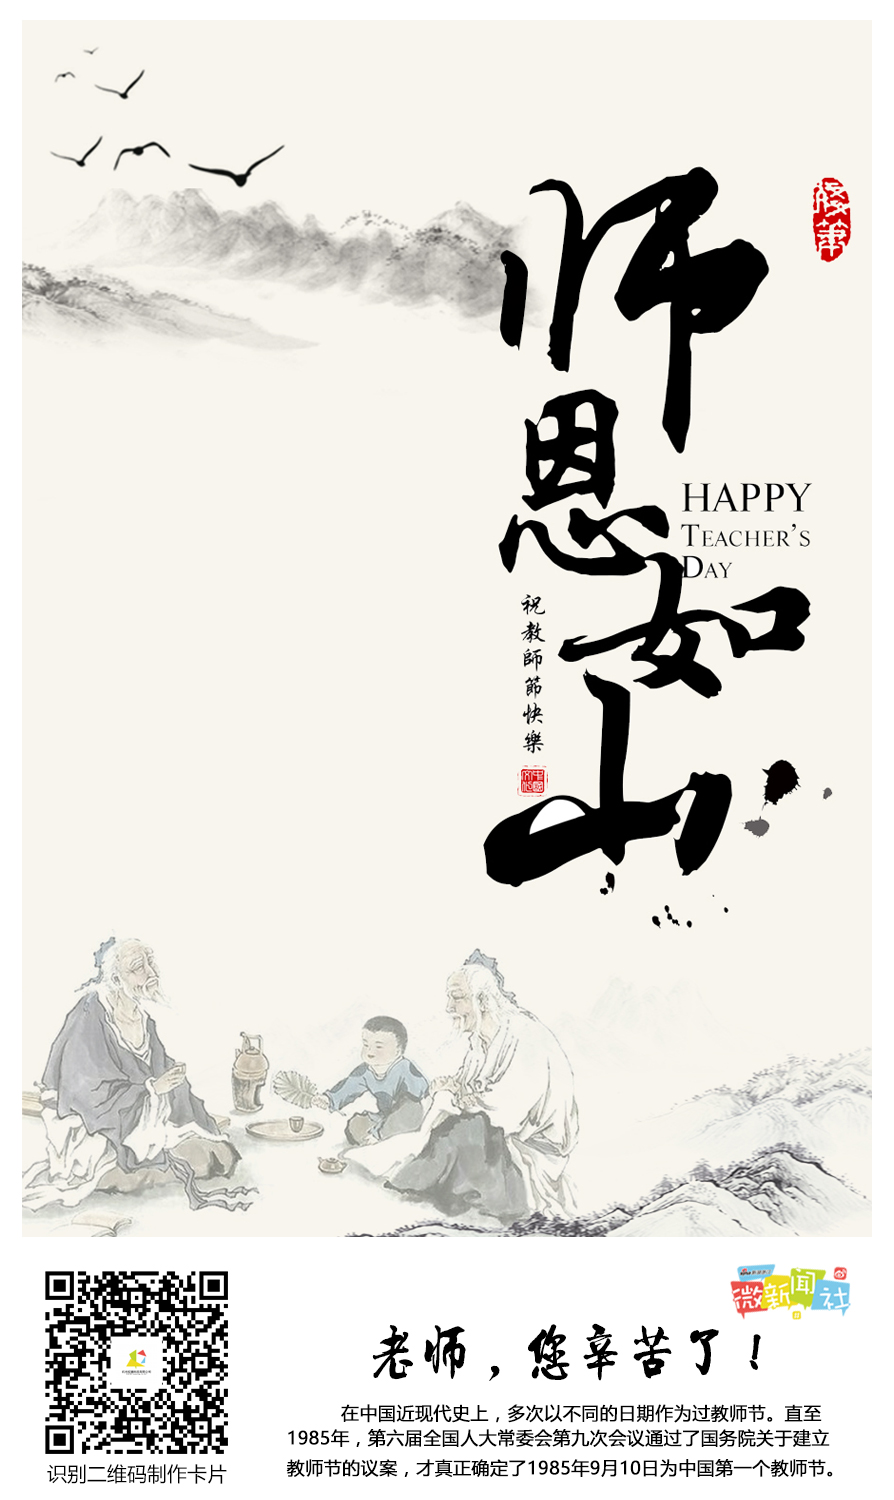 师恩如山
HAPPY
TEACHER'S
DAY
祝教師節快樂
中國
微新闻社
老师，您辛苦了！
在中国近现代史上，多次以不同的日期作为过教师节。直至
1985年，第六届全国人大常委会第九次会议通过了国务院关于建立
教师节的议案，才真正确定了1985年9月10日为中国第一个教师节。
识别二维码制作卡片